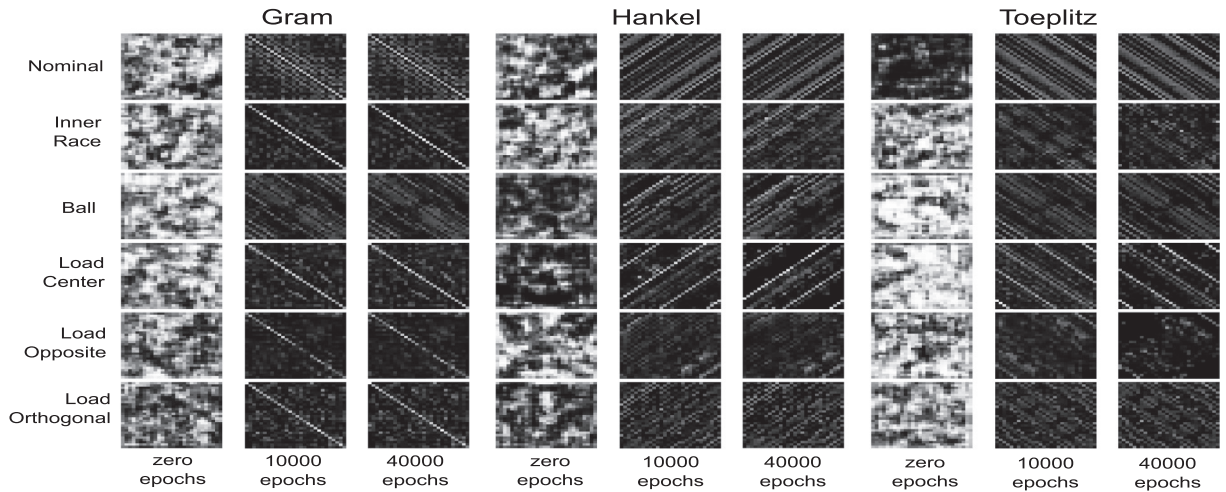 Gram Hankel Toeplitz
Nominal
Inner
Race
Ball
Load
Center
Load
Opposite
Load
Orthogonal
zero 10000 40000 zero 10000 40000 zero 10000 40000
epochs epochs epochs epochs epochs epochs epochs epochs epochs